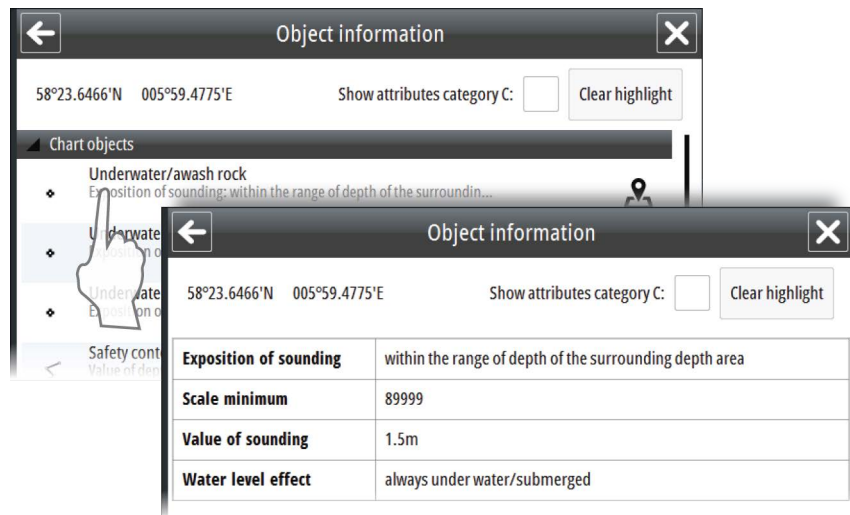 Object information
58°23.6466'N 005°59.4775'E Show attributes category C: Clear highlight
Chart objects
Underwater/awash rock
Exposition of sounding: within the range of depth of the surroundin...
Object information
58°23.6466'N 005°59.4775'E Show attributes category C: Clear highlight
Exposition of sounding within the range of depth of the surrounding depth area
Scale minimum 89999
Value of sounding 1.5m
Water level effect always under water/submerged